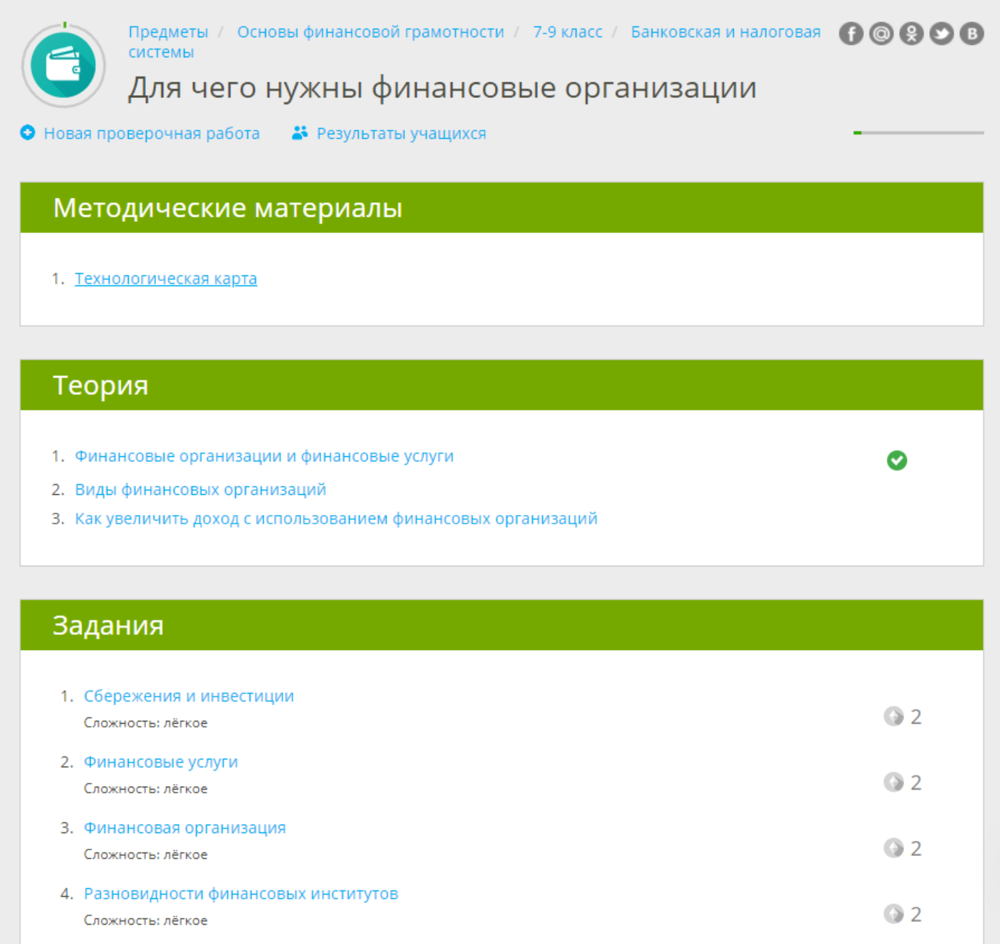 Предметы / Основы финансовой грамотности / 7-9 класс / Банковская и налоговая
системы
Для чего нужны финансовые организации
Новая проверочная работа Результаты учащихся
Методические материалы
1. Технологическая карта
Теория
1. Финансовые организации и финансовые услуги
2. Виды финансовых организаций
3. Как увеличить доход с использованием финансовых организаций
Задания
1. Сбережения и инвестиции
Сложность: лёгкое
2
2. Финансовые услуги
Сложность: лёгкое
2
3. Финансовая организация
Сложность: лёгкое
2
4. Разновидности финансовых институтов
Сложность: лёгкое
2